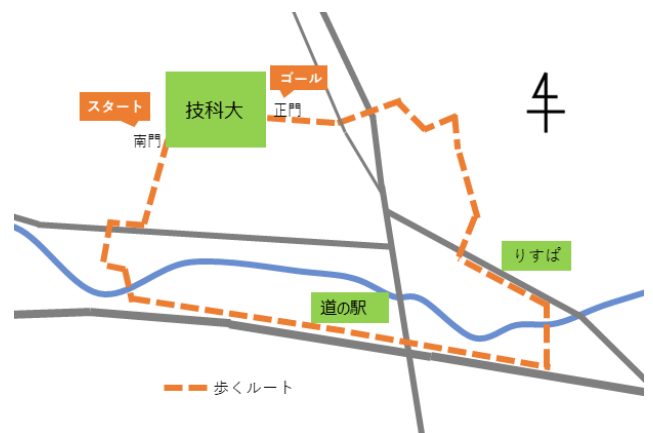 スタート
技科大
ゴール
正門
南門
りすぱ
道の駅
歩くルート